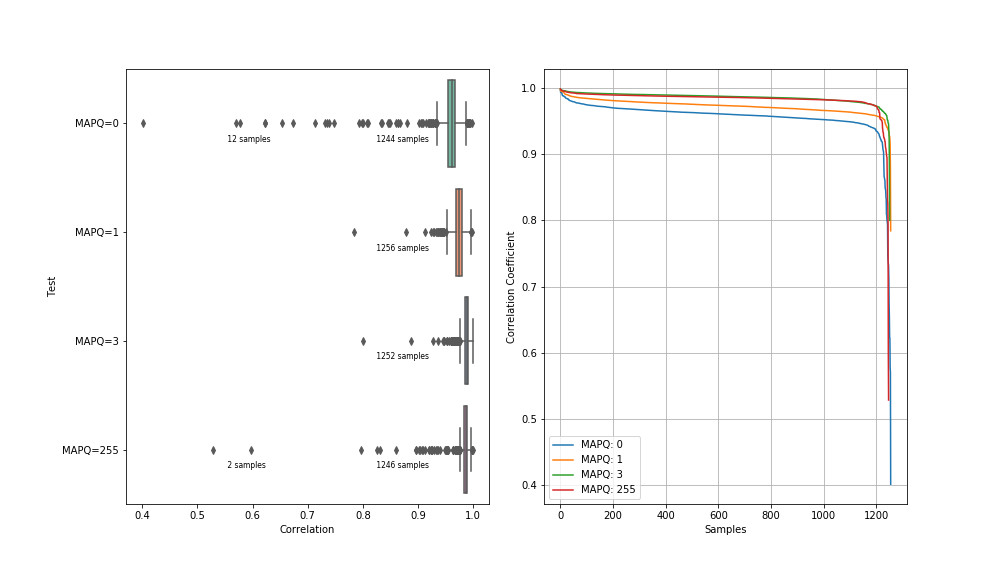 MAPQ=0
12 samples
1244 samples
MAPQ=1
1256 samples
MAPQ=3
1252 samples
MAPQ=255
2 samples
1246 samples
Test
0.4 0.5 0.6 0.7 0.8 0.9 1.0
Correlation
Correlation Coefficient
1.0
0.9
0.8
0.7
0.6
0.5
0.4
MAPQ: 0
MAPQ: 1
MAPQ: 3
MAPQ: 255
0 200 400 600 800 1000 1200
Samples